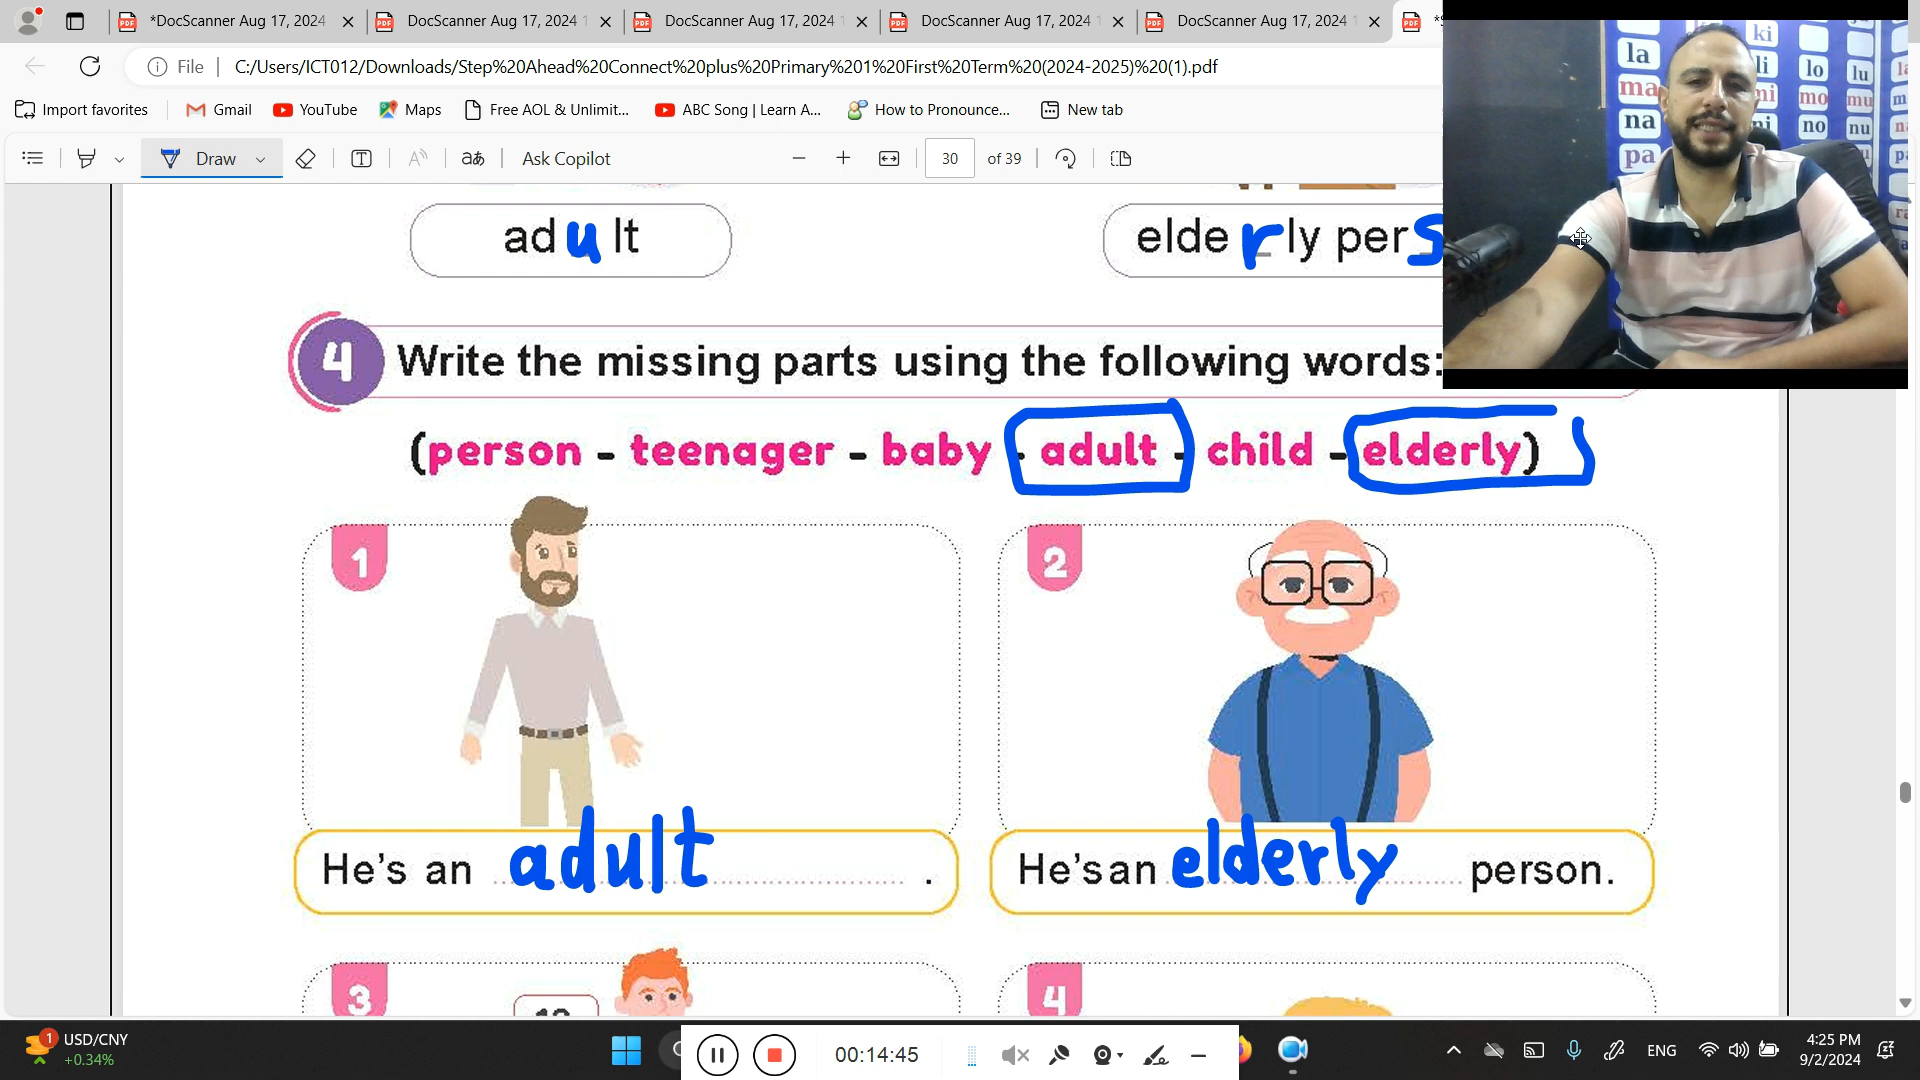 *DocScanner Aug 17, 2024
DocScanner Aug 17, 2024
DocScanner Aug 17, 2024
DocScanner Aug 17, 2024
DocScanner Aug 17, 2024
File
C:/Users/ICT012/Downloads/Step%20Ahead%20Connect%20plus%20Primary%201%20First%20Term%20(2024-2025)%20(1).pdf
Import favorites
Gmail
YouTube
Maps
Free AOL & Unlimit...
ABC Song | Learn A...
How to Pronounce...
New tab
Draw
aあ
Ask Copilot
30 of 39
ki
la
li lo lu
ma mi mo mu
na ni no nu
pa
adult
elderly pers
4 Write the missing parts using the following words:
(person - teenager - baby - adult - child - elderly)
1
2
He's an adult .
He's an elderly person.
3
4
1
USD/CNY
+0.34%
00:14:45
ENG
4:25 PM
9/2/2024